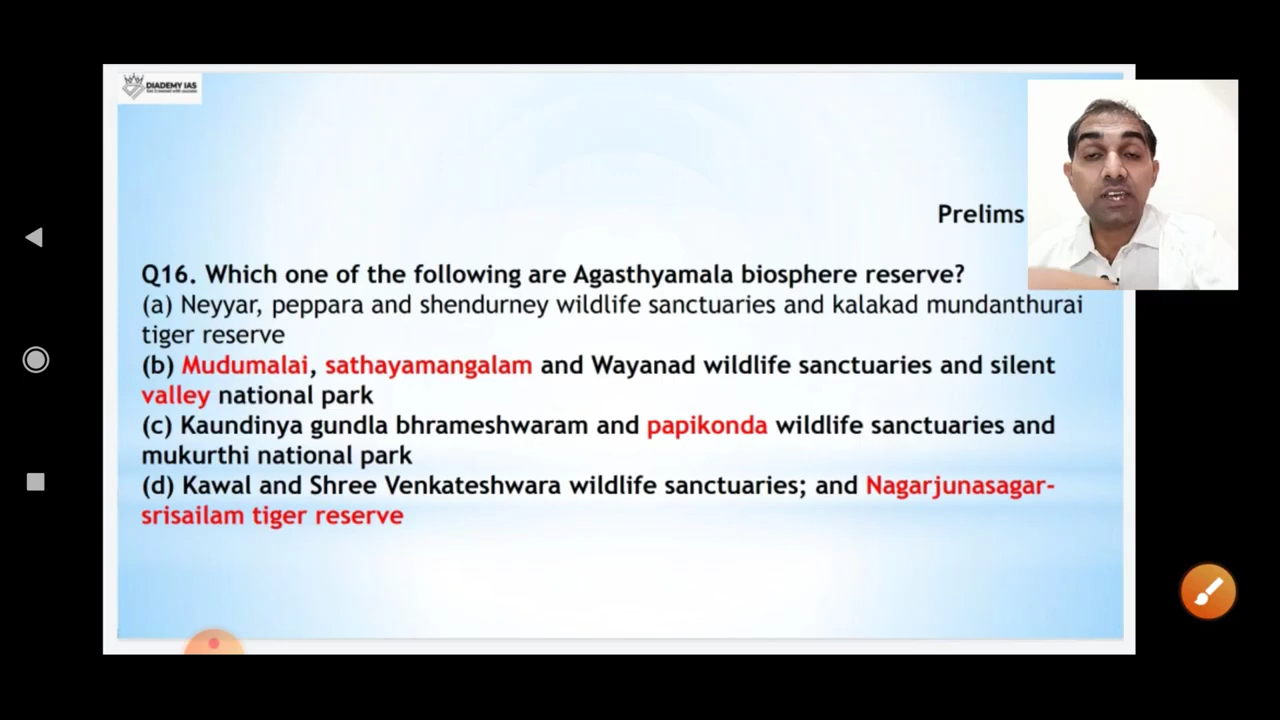 DIADEMY IAS
Prelims
Q16. Which one of the following are Agasthyamala biosphere reserve?
(a) Neyyar, peppara and shendurney wildlife sanctuaries and kalakad mundanthurai
tiger reserve
(b) Mudumalai, sathayamangalam and Wayanad wildlife sanctuaries and silent
valley national park
(c) Kaundinya gundla bhrameshwaram and papikonda wildlife sanctuaries and
mukurthi national park
(d) Kawal and Shree Venkateshwara wildlife sanctuaries; and Nagarjunasagar-
srisailam tiger reserve